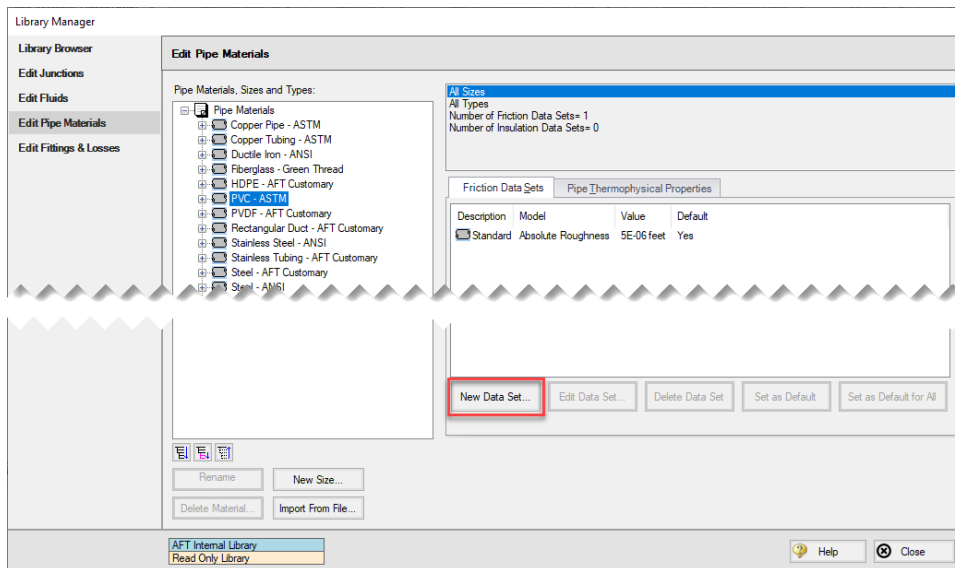 Library Manager
Library Browser
Edit Junctions
Edit Fluids
Edit Pipe Materials
Edit Fittings & Losses
Edit Pipe Materials
Pipe Materials, Sizes and Types:
Pipe Materials
Copper Pipe - ASTM
Copper Tubing - ASTM
Ductile Iron - ANSI
Fiberglass - Green Thread
HDPE - AFT Customary
PVC - ASTM
PVDF - AFT Customary
Rectangular Duct - AFT Customary
Stainless Steel - ANSI
Stainless Tubing - AFT Customary
Steel - AFT Customary
Steel - ANSI
All Sizes
All Types
Number of Friction Data Sets= 1
Number of Insulation Data Sets= 0
Friction Data Sets Pipe Thermophysical Properties
Description Model Value Default
Standard Absolute Roughness 5E-06 feet Yes
New Data Set... Edit Data Set... Delete Data Set Set as Default Set as Default for All
Rename New Size...
Delete Material... Import From File...
AFT Internal Library
Read Only Library
Help Close